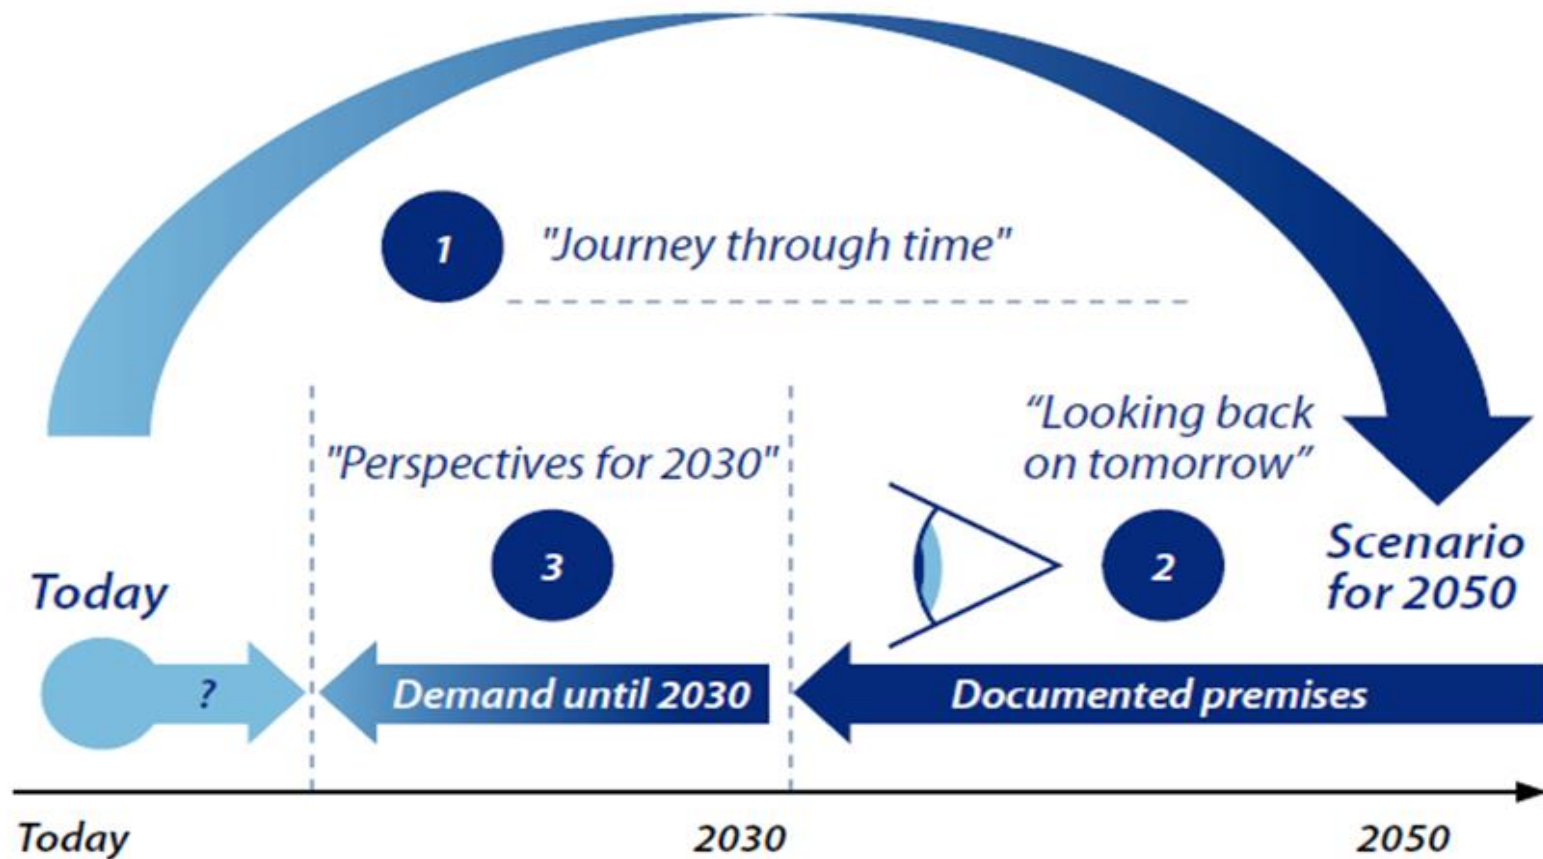 1
"Journey through time"
"Perspectives for 2030"
“Looking back
on tomorrow”
3
2
Scenario
for 2050
Today
?
Demand until 2030
Documented premises
Today
2030
2050